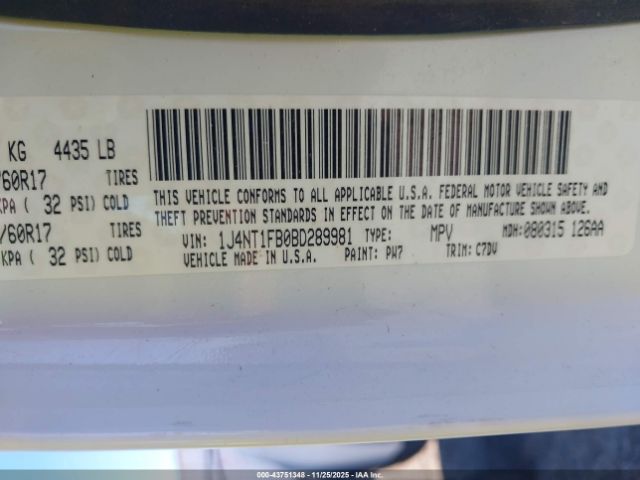 KG 4435 LB
/60R17 TIRES
KPA ( 32 PSI) COLD
/60R17 TIRES
KPA ( 32 PSI) COLD
THIS VEHICLE CONFORMS TO ALL APPLICABLE U.S.A. FEDERAL MOTOR VEHICLE SAFETY AND
THEFT PREVENTION STANDARDS IN EFFECT ON THE DATE OF MANUFACTURE SHOWN ABOVE.
VIN: 1J4NT1FB0BD289981 TYPE: MPV MDH: 080315 126AA
VEHICLE MADE IN U.S.A. PAINT: PW7 TRIM: C7DV
000-43751348 - 11/25/2025 - IAAI COPYRIGHT